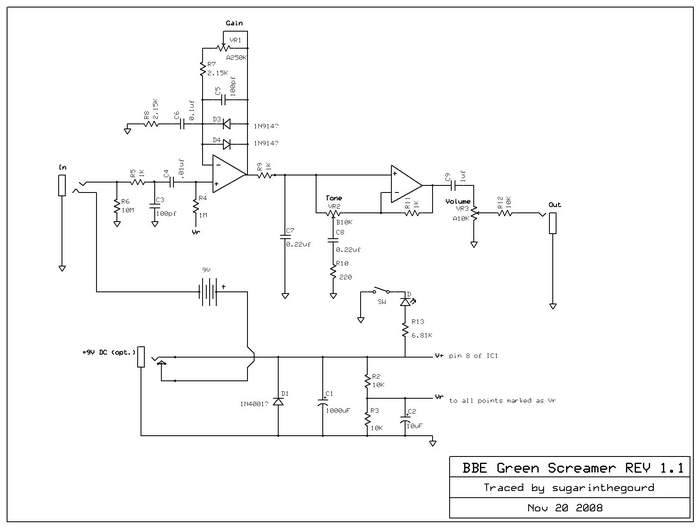 Gain
VR1
A250K
R7
2.15K
C5
100pf
R8
2.15K
C6
0.1uf
D3
1N914?
D4
1N914?
In
R5
1K
C4
.01uf
R9
1K
R6
10M
C3
100pf
R4
1M
Vr
Tone
VR2
B10K
C8
0.22uf
R10
220
C7
0.22uf
R11
1K
C9
1uf
Volume
VR3
A10K
R12
10K
Out
9V
+
SW
D
R13
6.81K
+9V DC (opt.)
V+ pin 8 of IC1
R2
10K
Vr to all points marked as Vr
D1
1N4001?
C1
1000uF
R3
10K
C2
10uF
BBE Green Screamer REV 1.1
Traced by sugarinthegourd
Nov 20 2008